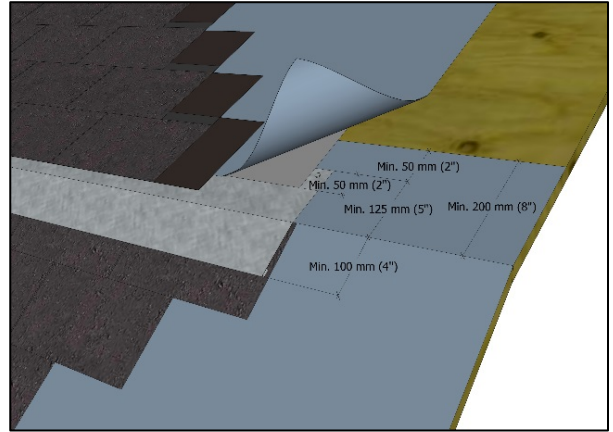 Min. 50 mm (2")
Min. 50 mm (2")
Min. 125 mm (5")
Min. 200 mm (8")
Min. 100 mm (4")